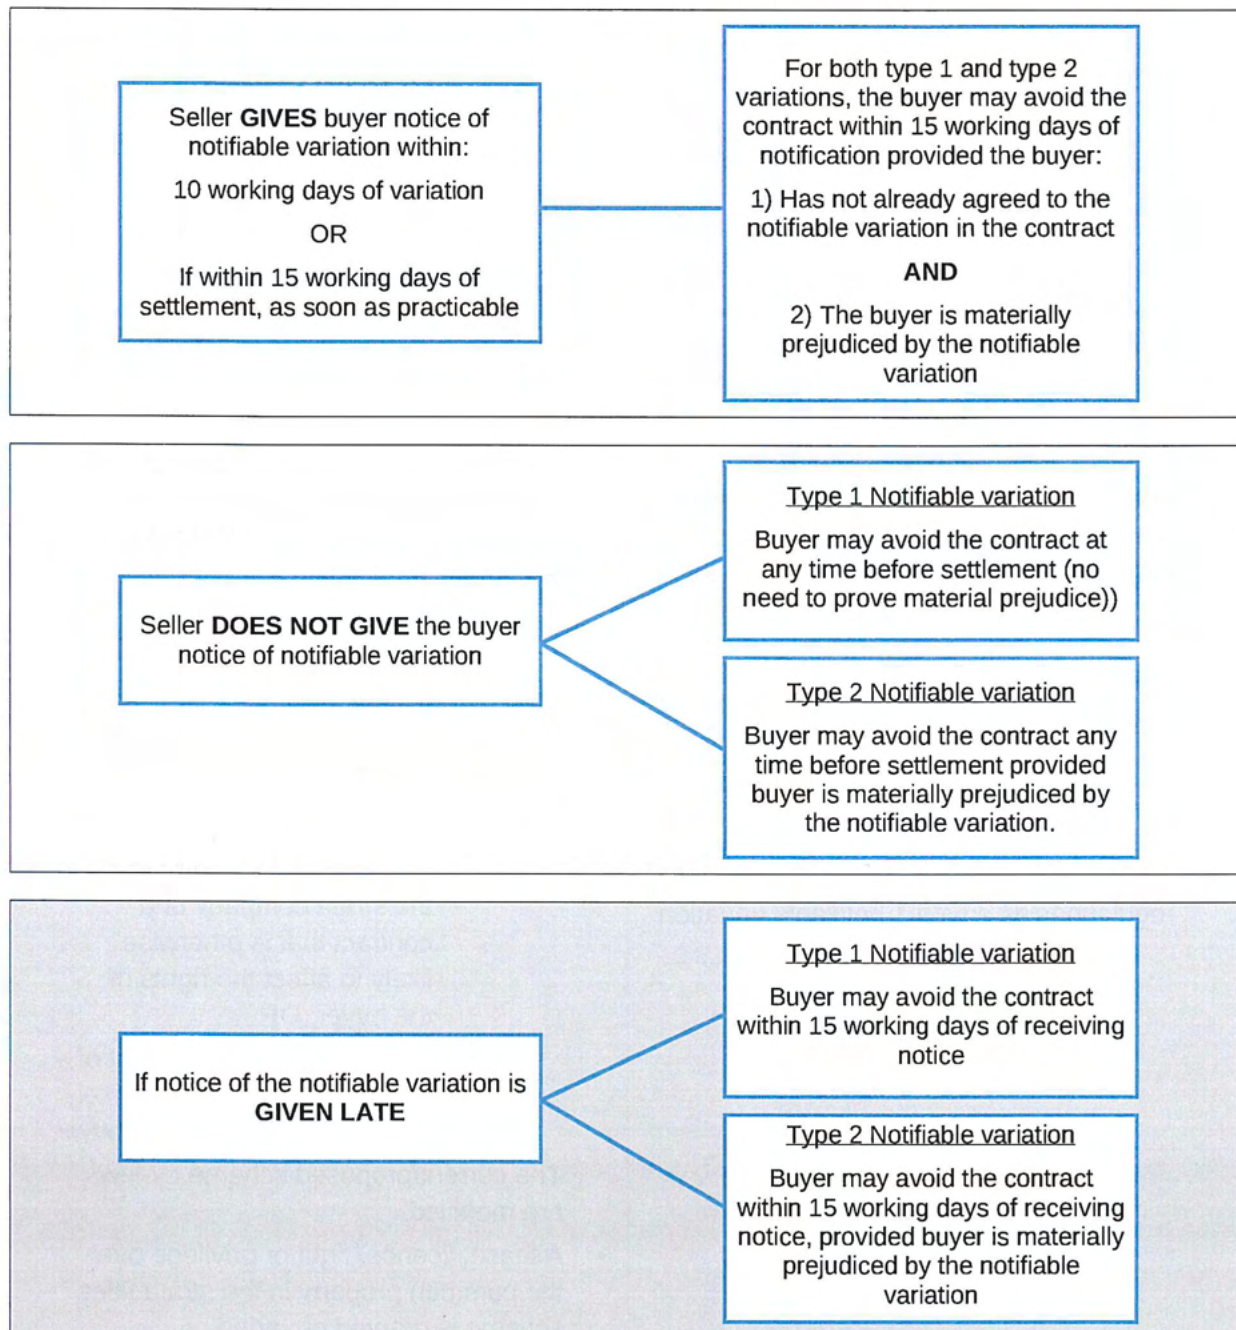 Seller GIVES buyer notice of
notifiable variation within:
10 working days of variation
OR
If within 15 working days of
settlement, as soon as practicable
For both type 1 and type 2
variations, the buyer may avoid the
contract within 15 working days of
notification provided the buyer:
1) Has not already agreed to the
notifiable variation in the contract
AND
2) The buyer is materially
prejudiced by the notifiable
variation
Seller DOES NOT GIVE the buyer
notice of notifiable variation
Type 1 Notifiable variation
Buyer may avoid the contract at
any time before settlement (no
need to prove material prejudice))
Type 2 Notifiable variation
Buyer may avoid the contract any
time before settlement provided
buyer is materially prejudiced by
the notifiable variation.
If notice of the notifiable variation is
GIVEN LATE
Type 1 Notifiable variation
Buyer may avoid the contract
within 15 working days of receiving
notice
Type 2 Notifiable variation
Buyer may avoid the contract
within 15 working days of receiving
notice, provided buyer is materially
prejudiced by the notifiable
variation